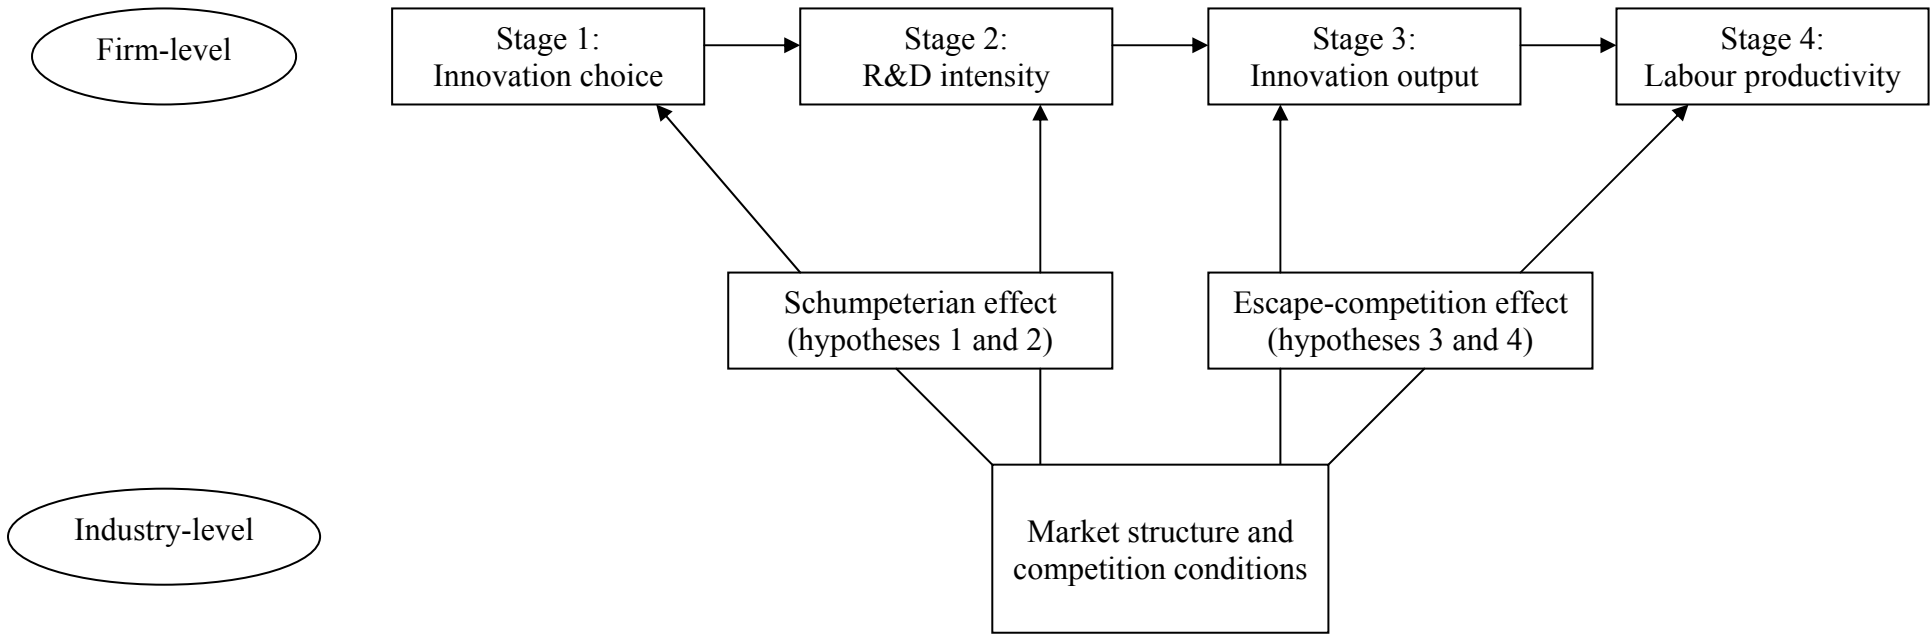 Firm-level
Stage 1:
Innovation choice
Stage 2:
R&D intensity
Stage 3:
Innovation output
Stage 4:
Labour productivity
Schumpeterian effect
(hypotheses 1 and 2)
Escape-competition effect
(hypotheses 3 and 4)
Industry-level
Market structure and
competition conditions